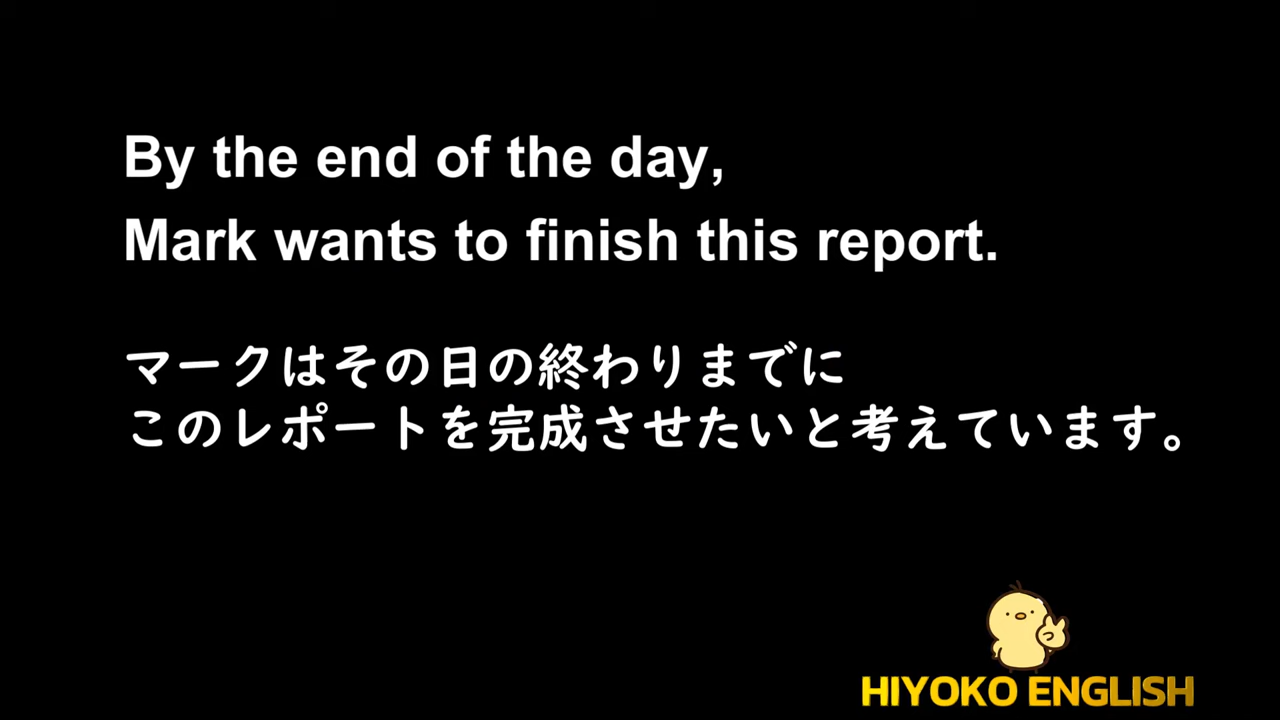 By the end of the day,
Mark wants to finish this report.
マークはその日の終わりまでに
このレポートを完成させたいと考えています。
HIYOKO ENGLISH